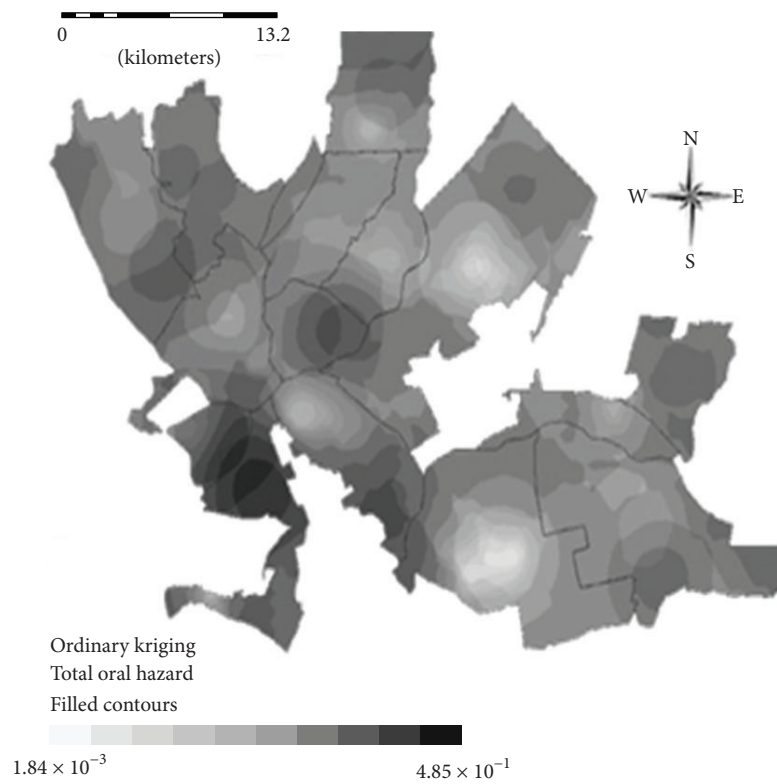 0 13.2
(kilometers)
N
W E
S
Ordinary kriging
Total oral hazard
Filled contours
1.84 × 10⁻³ 4.85 × 10⁻¹